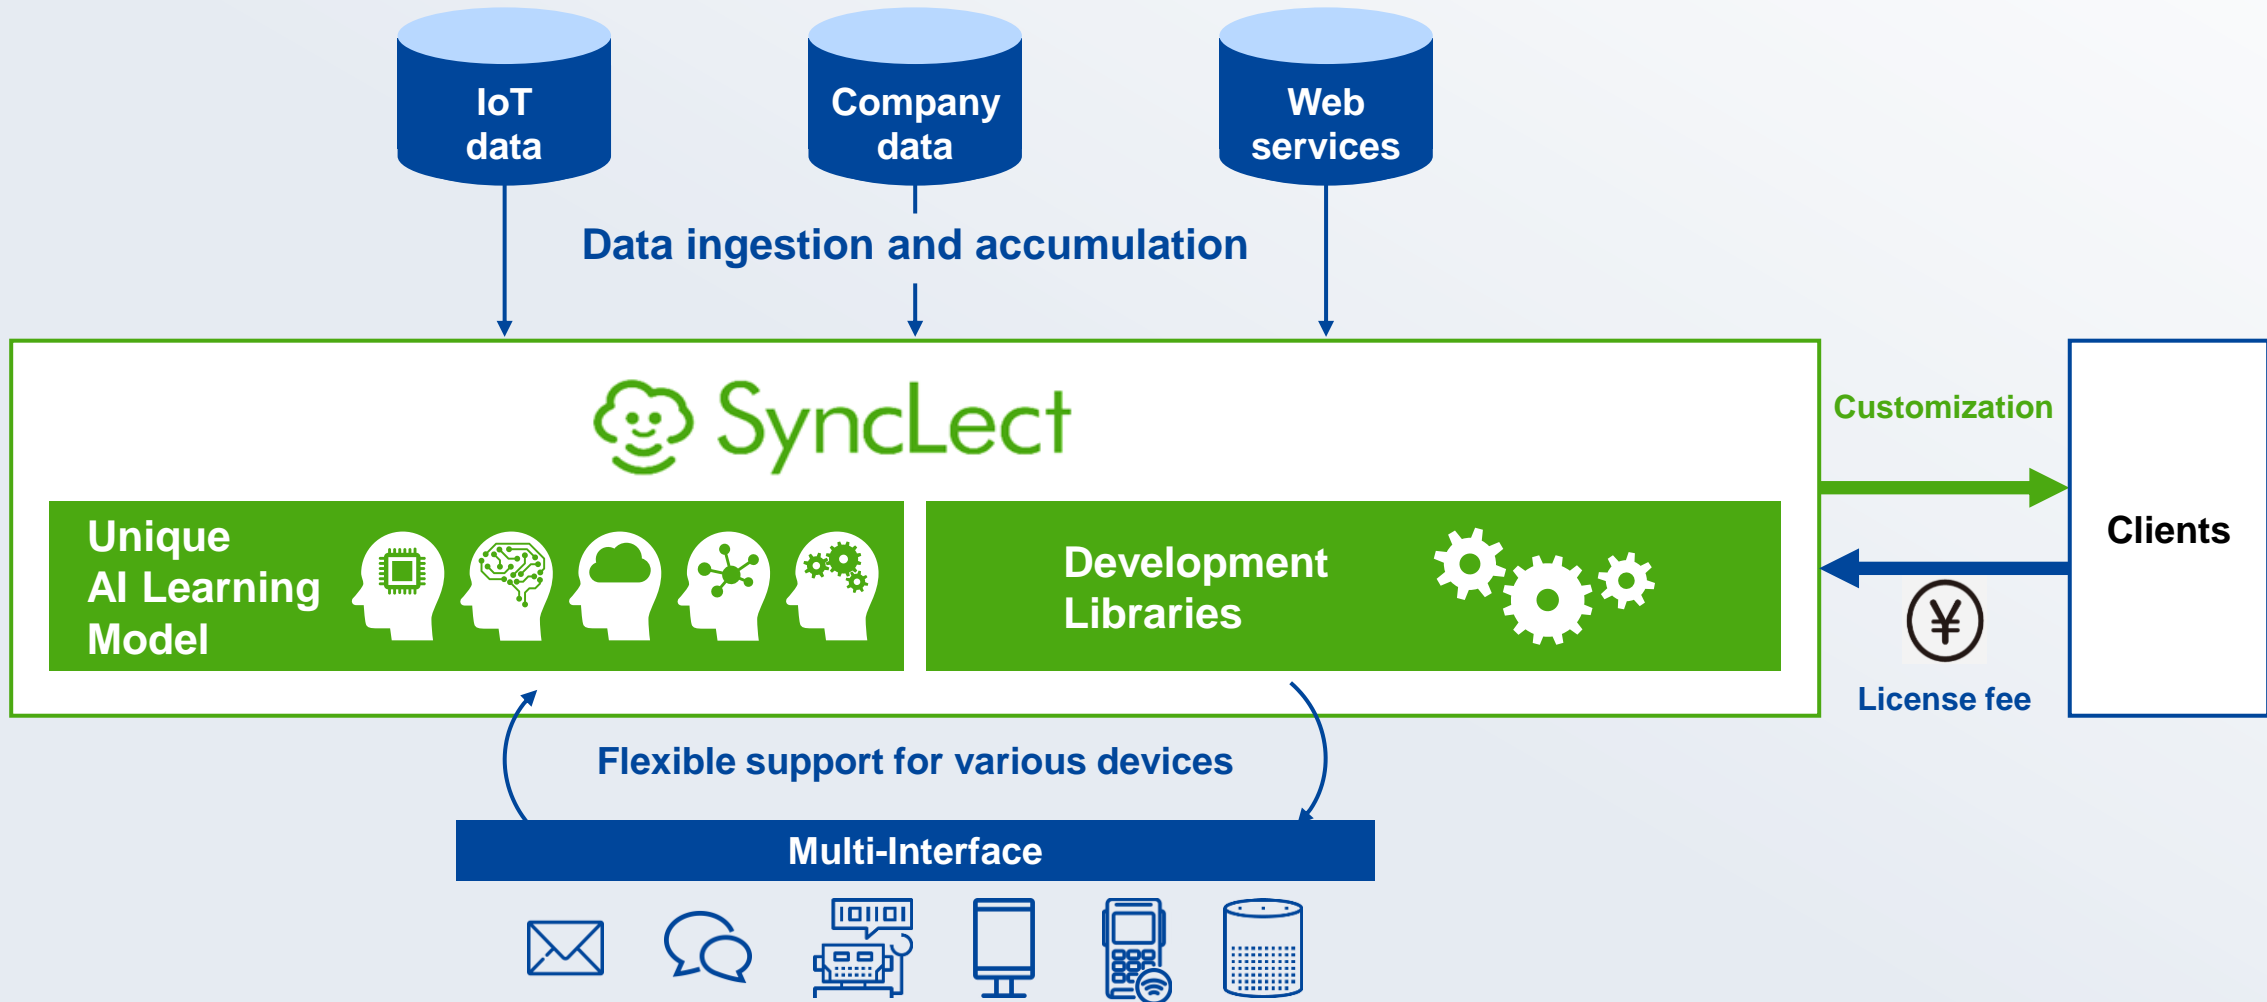 IoT
data
Company
data
Web
services
Data ingestion and accumulation
SyncLect
Customization
Unique
AI Learning
Model
Development
Libraries
Clients
¥
License fee
Flexible support for various devices
Multi-Interface
101101